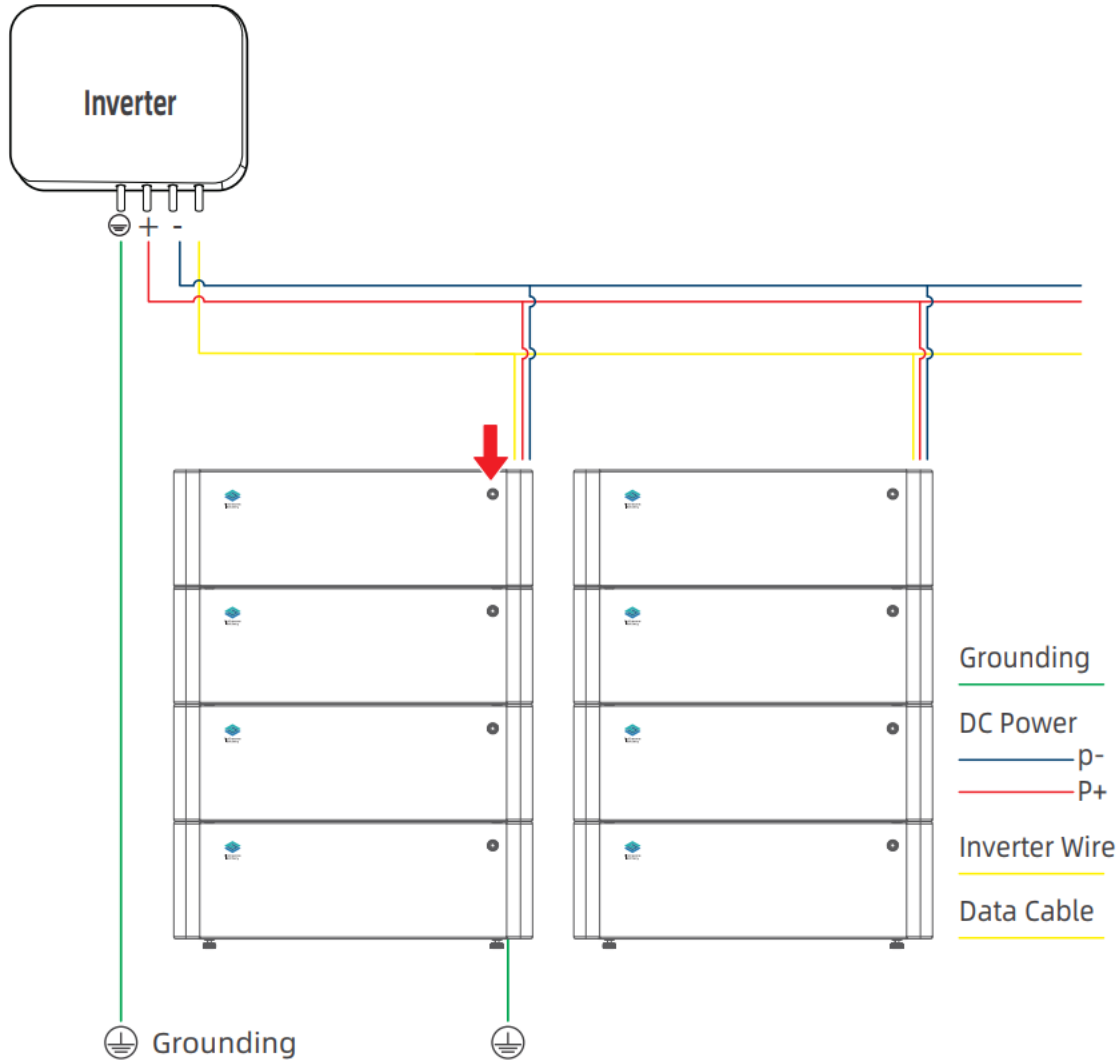 Inverter
+ -
Grounding
DC Power
p-
P+
Inverter Wire
Data Cable
Grounding